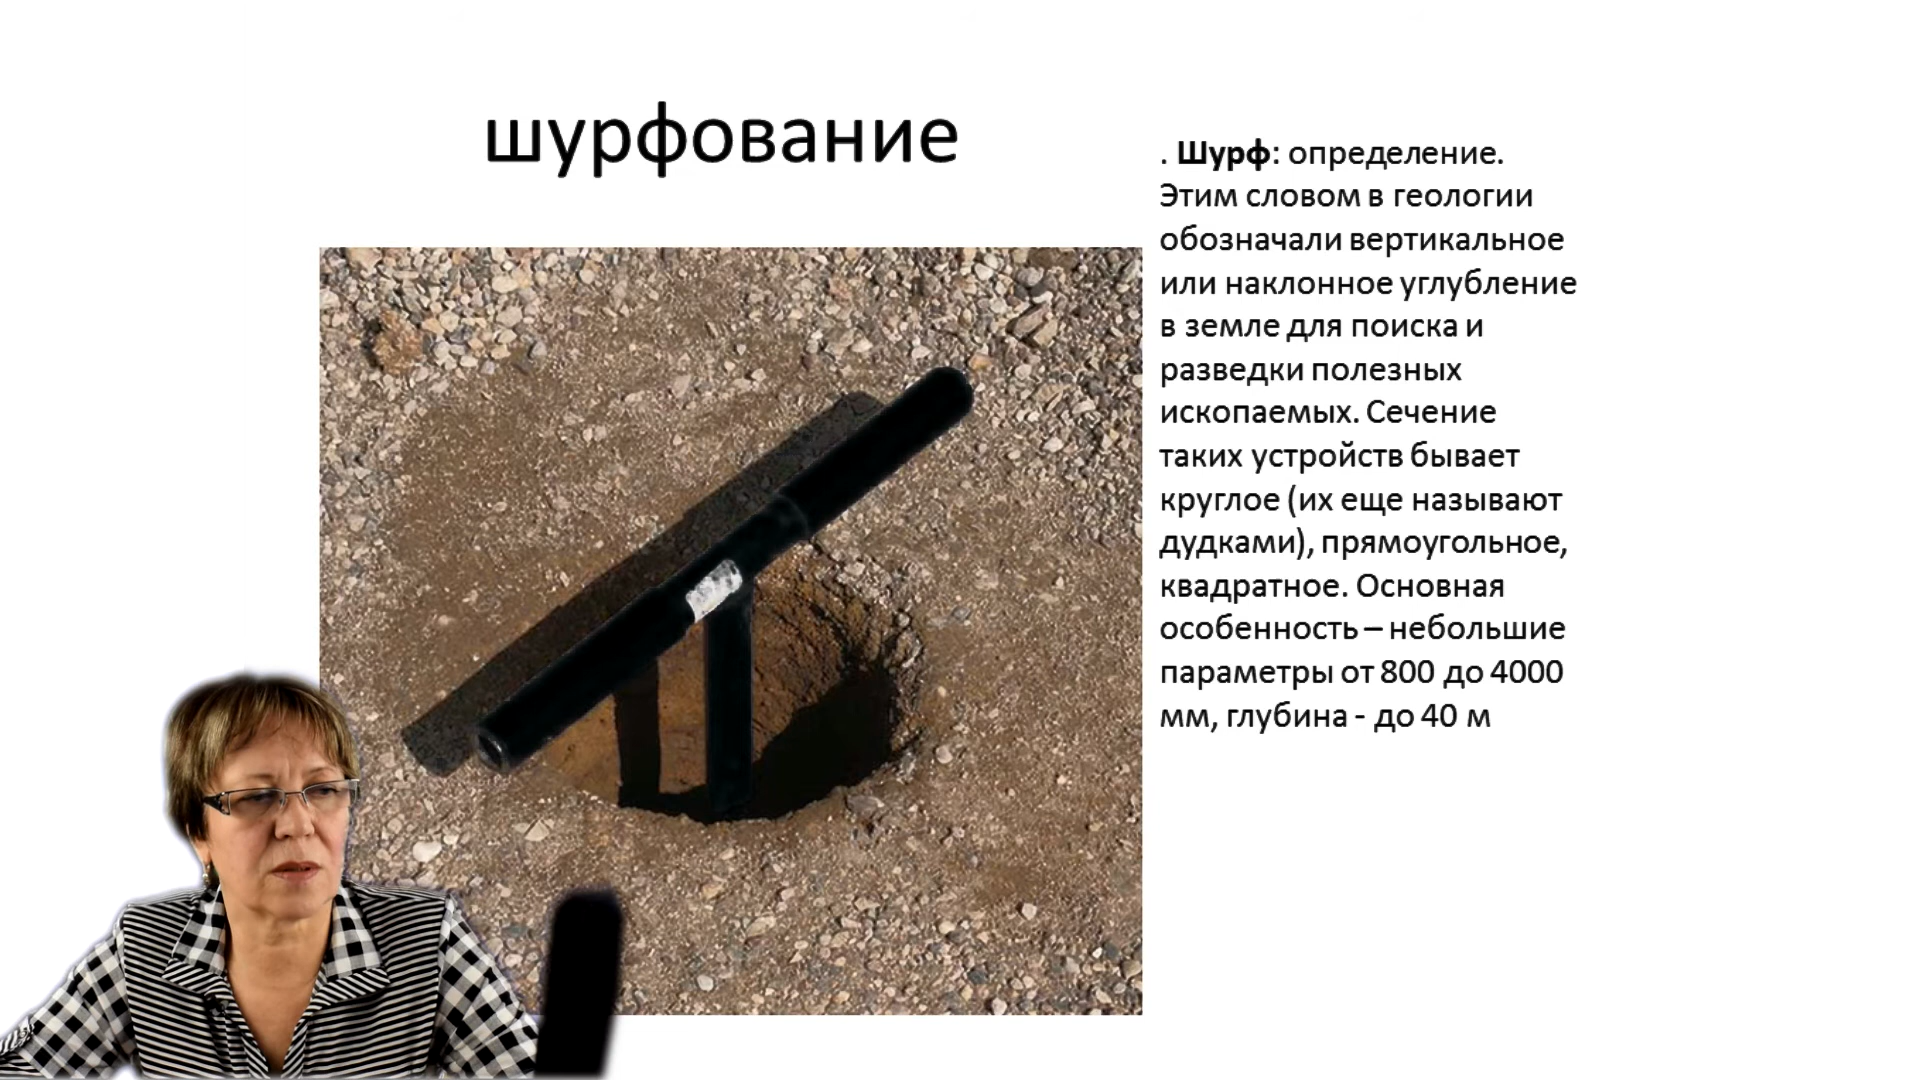 шурфование
. Шурф: определение.
Этим словом в геологии
обозначали вертикальное
или наклонное углубление
в земле для поиска и
разведки полезных
ископаемых. Сечение
таких устройств бывает
круглое (их еще называют
дудками), прямоугольное,
квадратное. Основная
особенность – небольшие
параметры от 800 до 4000
мм, глубина - до 40 м